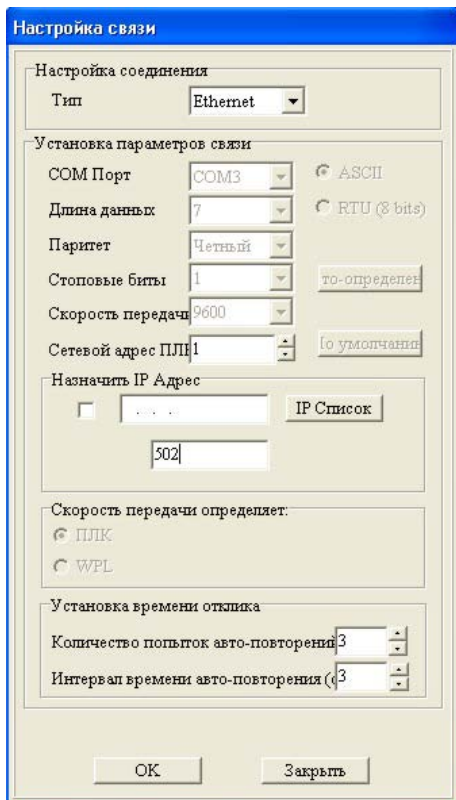 Настройка связи
Настройка соединения
Тип Ethernet
Установка параметров связи
COM Порт COM3 ASCII
Длина данных 7 RTU (8 bits)
Паритет Четный
Стоповые биты 1 то-определен
Скорость передачи 9600
Сетевой адрес ПЛК 1 По умолчанию
Назначить IP Адрес
. . . IP Список
502
Скорость передачи определяет:
ПЛК
WPL
Установка времени отклика
Количество попыток авто-повторений 3
Интервал времени авто-повторения (с 3
OK Закрыть